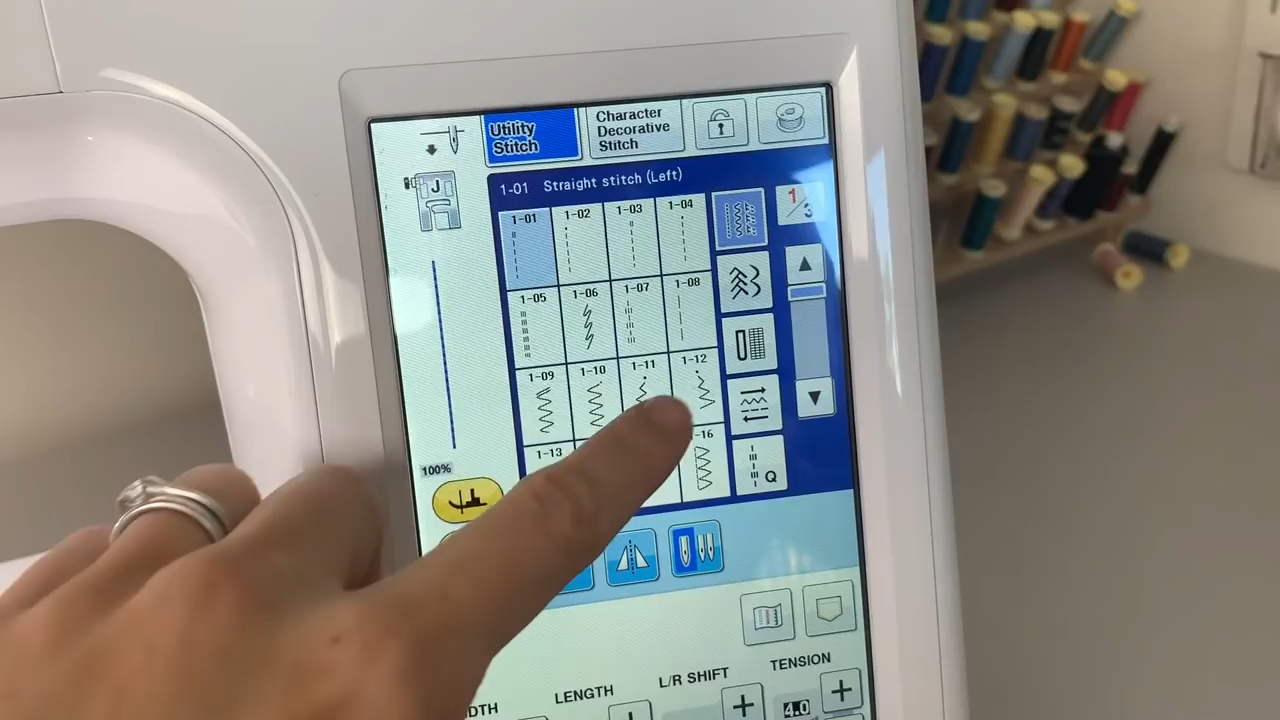 Utility
Stitch
Character
Decorative
Stitch
J
1-01 Straight stitch (Left)
1/3
1-01 1-02 1-03 1-04
1-05 1-06 1-07 1-08
1-09 1-10 1-11 1-12
1-13 -16
Q
100%
DTH LENGTH L/R SHIFT TENSION
+ + 4.0 +